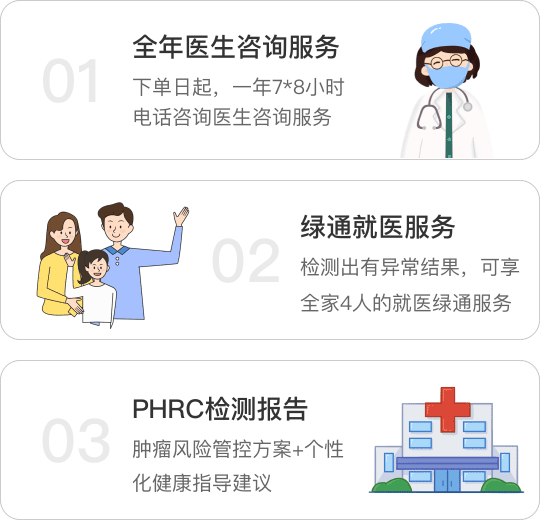 01
全年医生咨询服务
下单日起，一年7*8小时
电话咨询医生咨询服务
02
绿通就医服务
检测出有异常结果，可享
全家4人的就医绿通服务
03
PHRC检测报告
肿瘤风险管控方案+个性
化健康指导建议